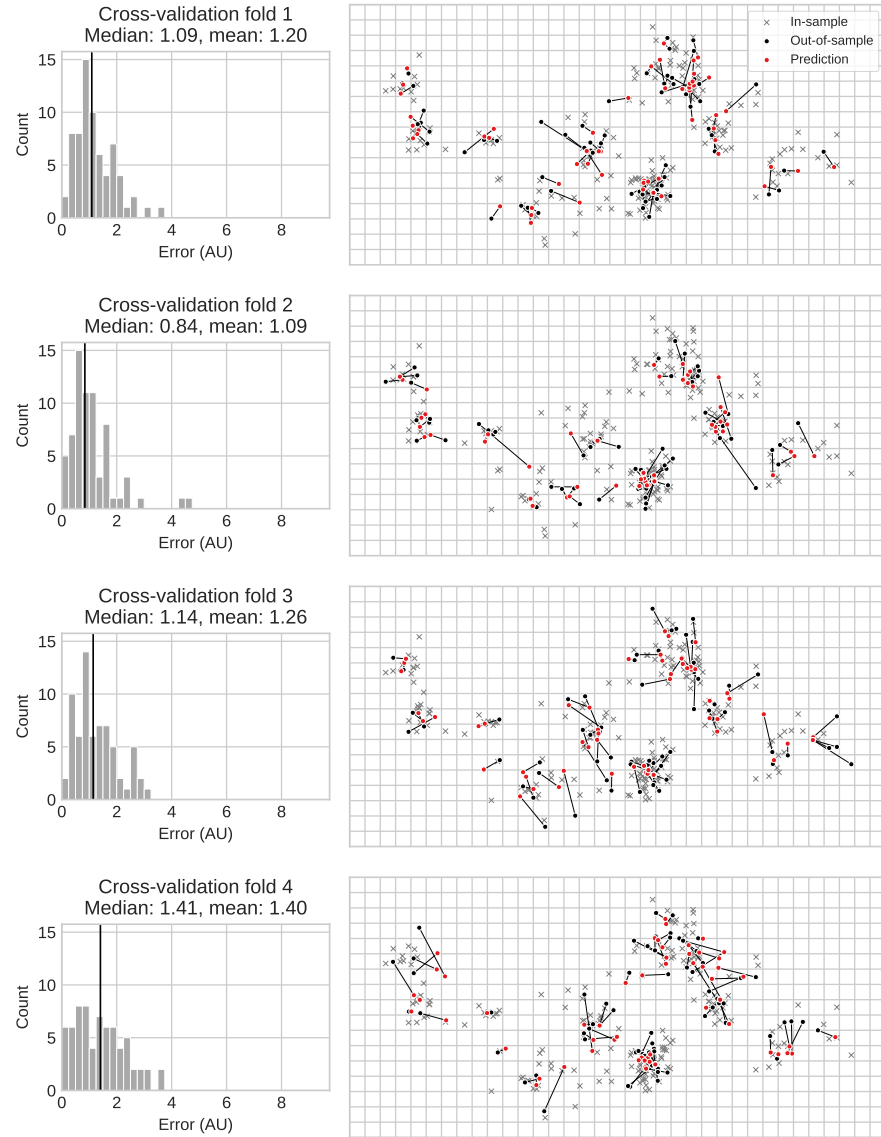 Cross-validation fold 1
Median: 1.09, mean: 1.20
15
10
5
0
Count
0 2 4 6 8
Error (AU)
In-sample
Out-of-sample
Prediction
Cross-validation fold 2
Median: 0.84, mean: 1.09
15
10
5
0
Count
0 2 4 6 8
Error (AU)
Cross-validation fold 3
Median: 1.14, mean: 1.26
15
10
5
0
Count
0 2 4 6 8
Error (AU)
Cross-validation fold 4
Median: 1.41, mean: 1.40
15
10
5
0
Count
0 2 4 6 8
Error (AU)